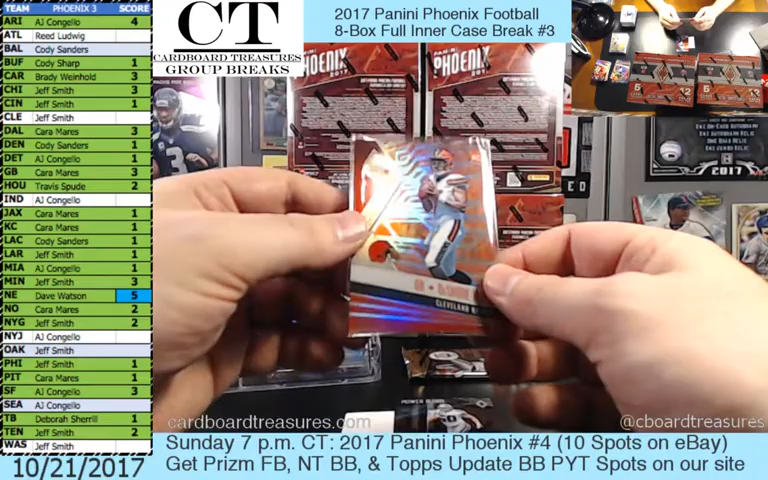 TEAM PHOENIX 3 SCORE
ARI AJ Congello 4
ATL Reed Ludwig
BAL Cody Sanders
BUF Cody Sharp 1
CAR Brady Weinhold 3
CHI Jeff Smith 3
CIN Jeff Smith 1
CLE Jeff Smith
DAL Cara Mares 3
DEN Cody Sanders 1
DET AJ Congello 1
GB Cara Mares 3
HOU Travis Spude 2
IND AJ Congello
JAX Cara Mares 1
KC Cara Mares 1
LAC Cody Sanders 1
LAR Jeff Smith 1
MIA AJ Congello 1
MIN Jeff Smith 3
NE Dave Watson 5
NO Cara Mares 2
NYG Jeff Smith 2
NYJ AJ Congello
OAK Jeff Smith
PHI Jeff Smith 1
PIT Cara Mares 1
SF AJ Congello 3
SEA AJ Congello
TB Deborah Sherrill 1
TEN Jeff Smith 2
WAS Jeff Smith
10/21/2017
CT
CARDBOARD TREASURES
GROUP BREAKS
2017 Panini Phoenix Football
8-Box Full Inner Case Break #3
PHOENIX
2017
PANINI
PHOENIX
2017
2017
CLEVELAND
cardboardtreasures.com
@cboardtreasures
Sunday 7 p.m. CT: 2017 Panini Phoenix #4 (10 Spots on eBay)
Get Prizm FB, NT BB, & Topps Update BB PYT Spots on our site